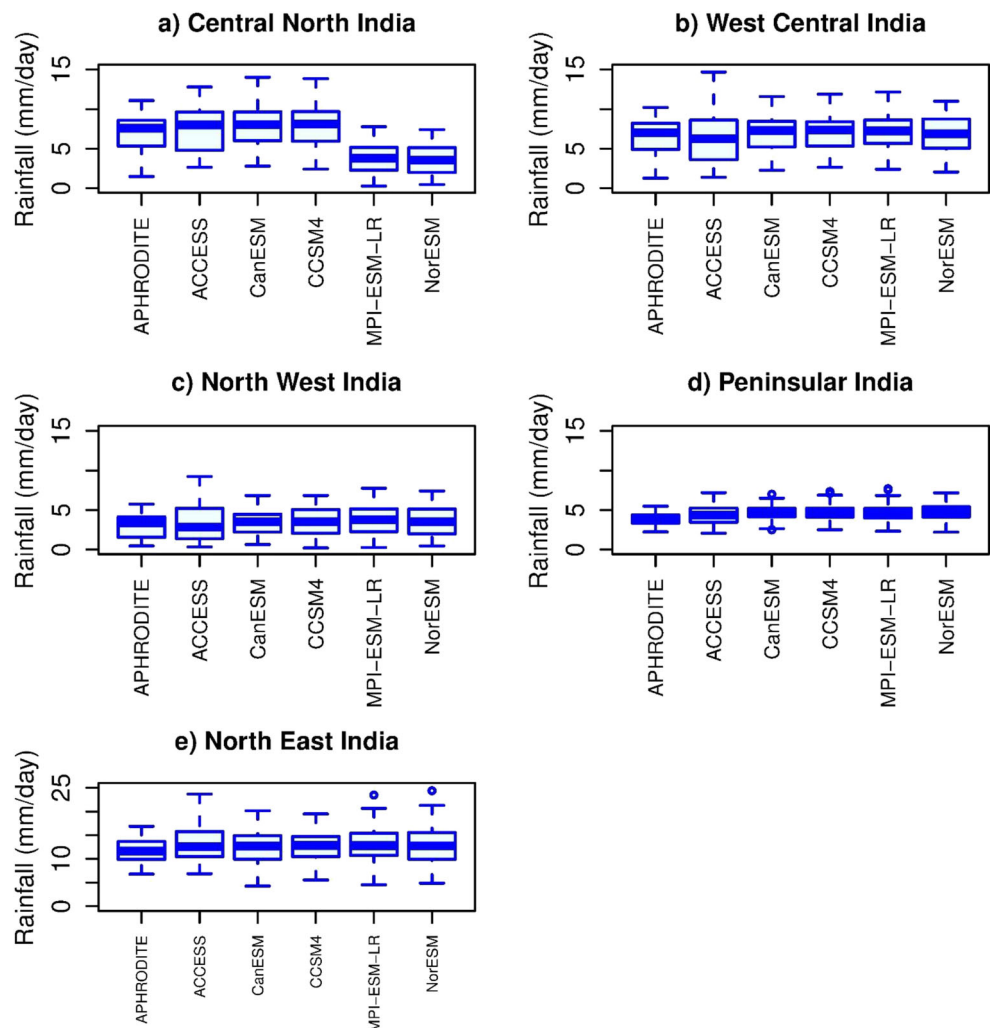 a) Central North India
Rainfall (mm/day)
15
5
0
APHRODITE
ACCESS
CanESM
CCSM4
MPI-ESM-LR
NorESM
b) West Central India
Rainfall (mm/day)
15
5
0
APHRODITE
ACCESS
CanESM
CCSM4
MPI-ESM-LR
NorESM
c) North West India
Rainfall (mm/day)
15
5
0
APHRODITE
ACCESS
CanESM
CCSM4
MPI-ESM-LR
NorESM
d) Peninsular India
Rainfall (mm/day)
15
5
0
APHRODITE
ACCESS
CanESM
CCSM4
MPI-ESM-LR
NorESM
e) North East India
Rainfall (mm/day)
25
10
0
APHRODITE
ACCESS
CanESM
CCSM4
MPI-ESM-LR
NorESM